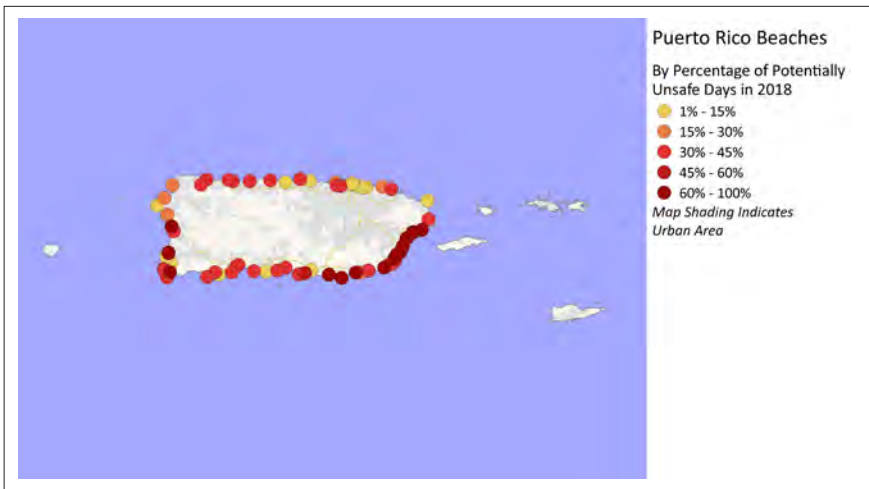 Puerto Rico Beaches
By Percentage of Potentially
Unsafe Days in 2018
1% - 15%
15% - 30%
30% - 45%
45% - 60%
60% - 100%
Map Shading Indicates
Urban Area